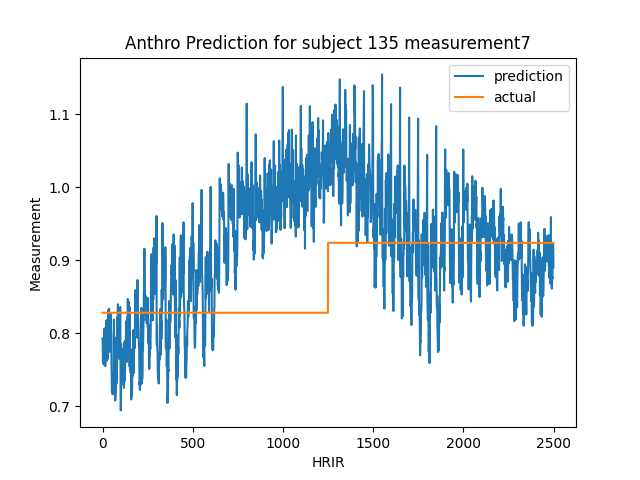 Anthro Prediction for subject 135 measurement7
prediction
actual
1.1
1.0
0.9
0.8
0.7
Measurement
0
500
1000
1500
2000
2500
HRIR